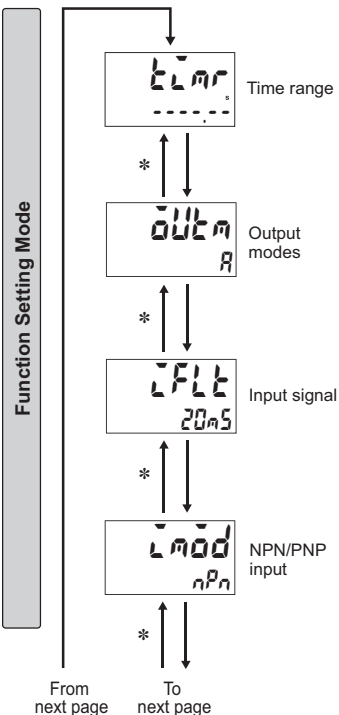 Function Setting Mode
timr
s
----.--
Time range
*
outm
A
Output
modes
*
iFLt
20mS
Input signal
*
imod
nPn
NPN/PNP
input
*
From
next page
To
next page